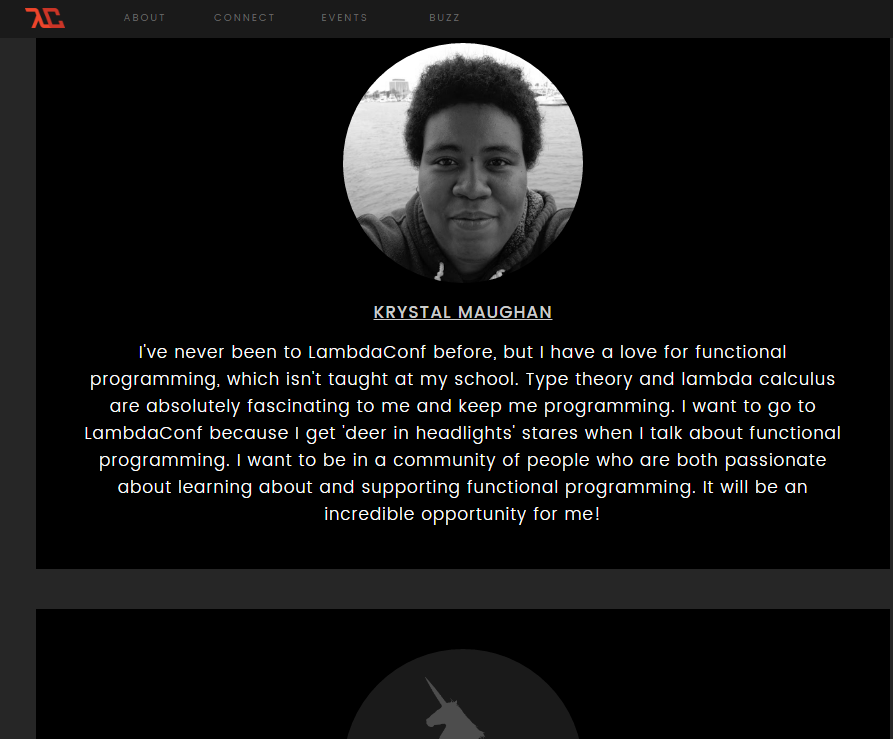 ABOUT CONNECT EVENTS BUZZ
KRYSTAL MAUGHAN
I've never been to LambdaConf before, but I have a love for functional
programming, which isn't taught at my school. Type theory and lambda calculus
are absolutely fascinating to me and keep me programming. I want to go to
LambdaConf because I get 'deer in headlights' stares when I talk about functional
programming. I want to be in a community of people who are both passionate
about learning about and supporting functional programming. It will be an
incredible opportunity for me!